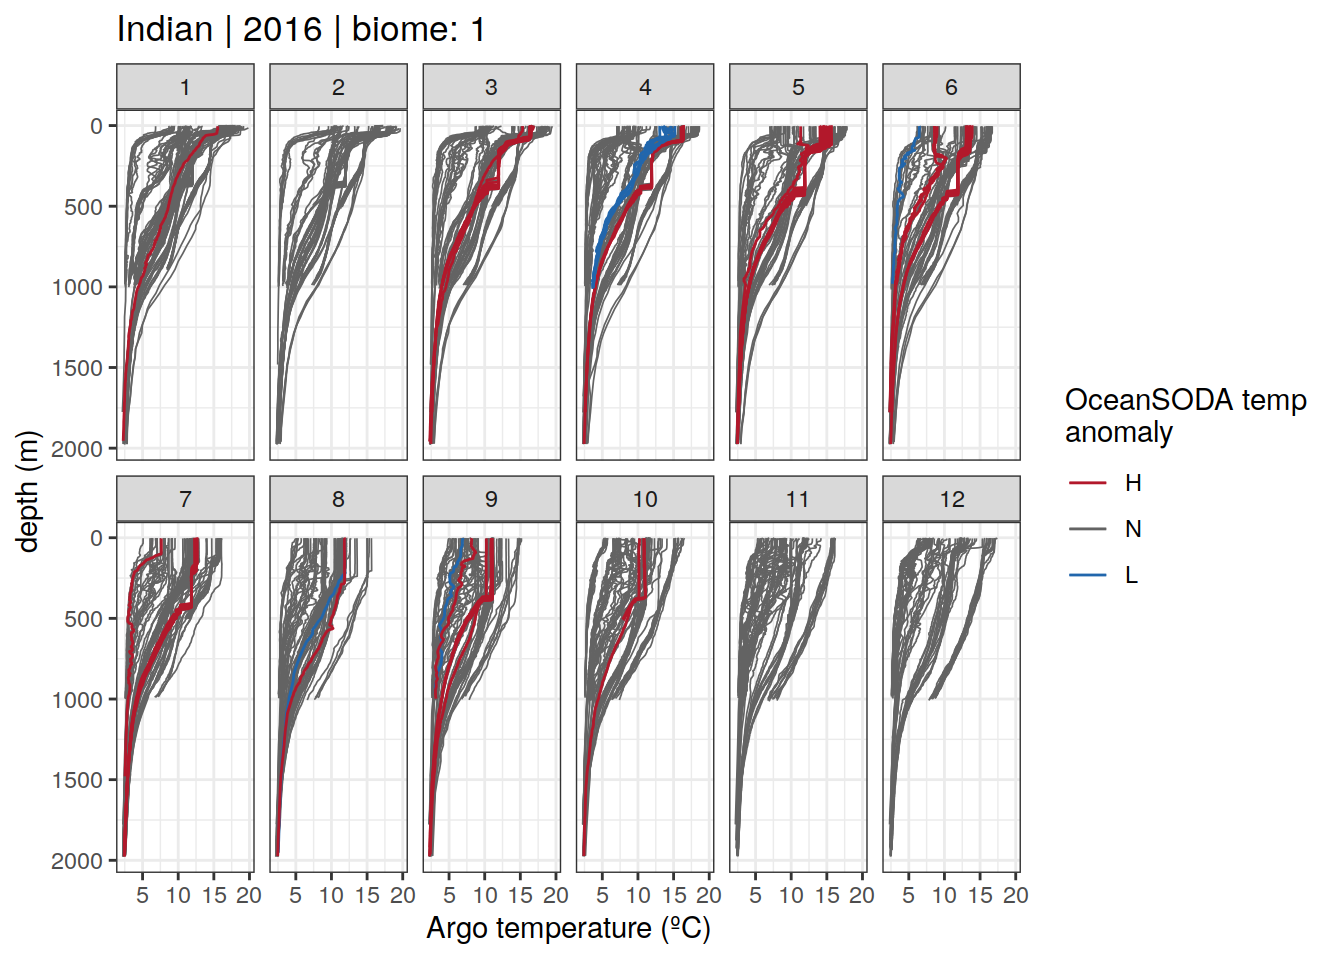 Indian | 2016 | biome: 1
1 2 3 4 5 6
0
500
1000
1500
2000
7 8 9 10 11 12
0
500
1000
1500
2000
5 10 15 20 5 10 15 20 5 10 15 20 5 10 15 20 5 10 15 20 5 10 15 20
Argo temperature (ºC)
depth (m)
OceanSODA temp
anomaly
H
N
L